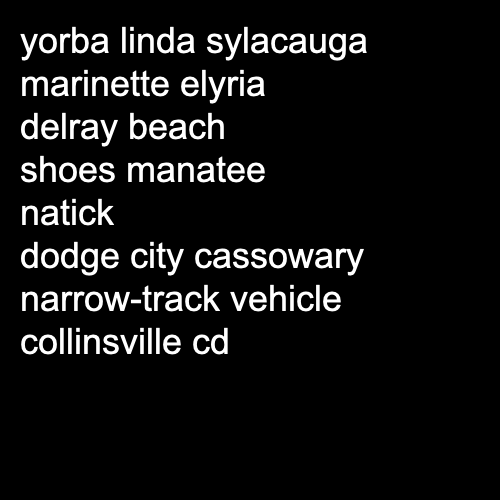 yorba linda sylacauga
marinette elyria
delray beach
shoes manatee
natick
dodge city cassowary
narrow-track vehicle
collinsville cd